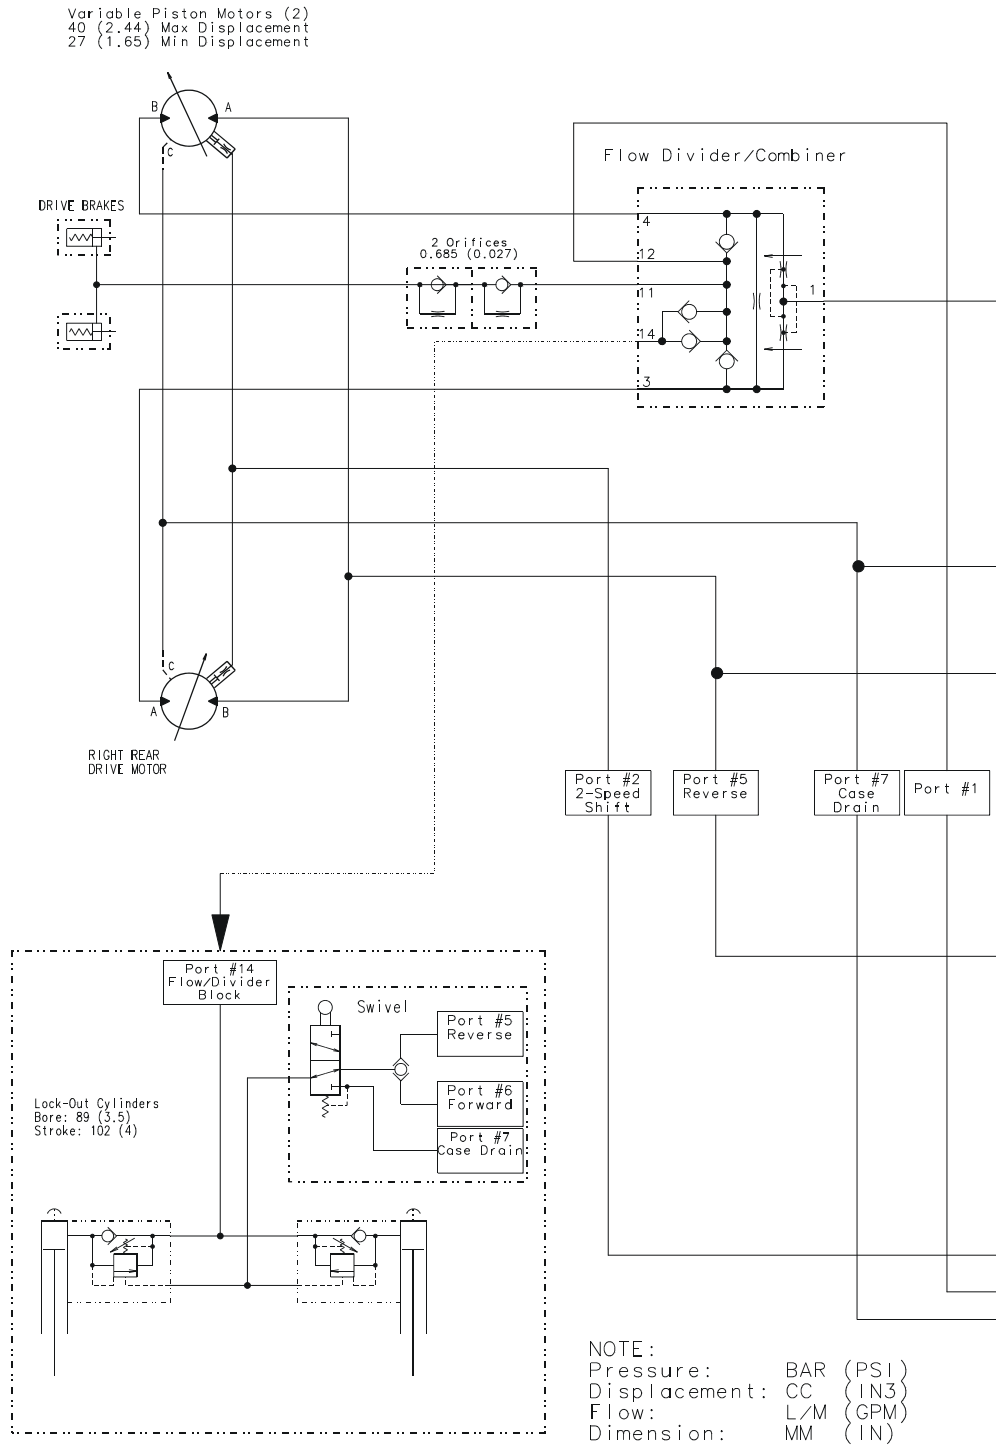 Variable Piston Motors (2)
40 (2.44) Max Displacement
27 (1.65) Min Displacement
B
A
C
Flow Divider/Combiner
DRIVE BRAKES
4
2 Orifices
0.685 (0.027)
12
11
1
14
3
C
A
B
RIGHT REAR
DRIVE MOTOR
Port #2
2-Speed
Shift
Port #5
Reverse
Port #7
Case
Drain
Port #1
Port #14
Flow/Divider
Block
Swivel
Port #5
Reverse
Port #6
Forward
Port #7
Case Drain
Lock-Out Cylinders
Bore: 89 (3.5)
Stroke: 102 (4)
NOTE:
Pressure: BAR (PSI)
Displacement: CC (IN3)
Flow: L/M (GPM)
Dimension: MM (IN)